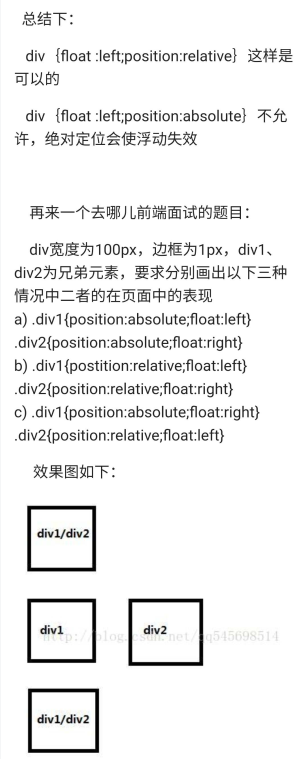 总结下：
div｛float :left;position:relative｝这样是
可以的
div｛float :left;position:absolute｝不允
许，绝对定位会使浮动失效
再来一个去哪儿前端面试的题目：
div宽度为100px，边框为1px，div1、
div2为兄弟元素，要求分别画出以下三种
情况中二者的在页面中的表现
a) .div1{position:absolute;float:left}
.div2{position:absolute;float:right}
b) .div1{postition:relative;float:left}
.div2{position:relative;float:right}
c) .div1{position:absolute;float:right}
.div2{position:relative;float:left}
效果图如下：
div1/div2
div1 div2
http://blog.csdn.net/qq545698514
div1/div2